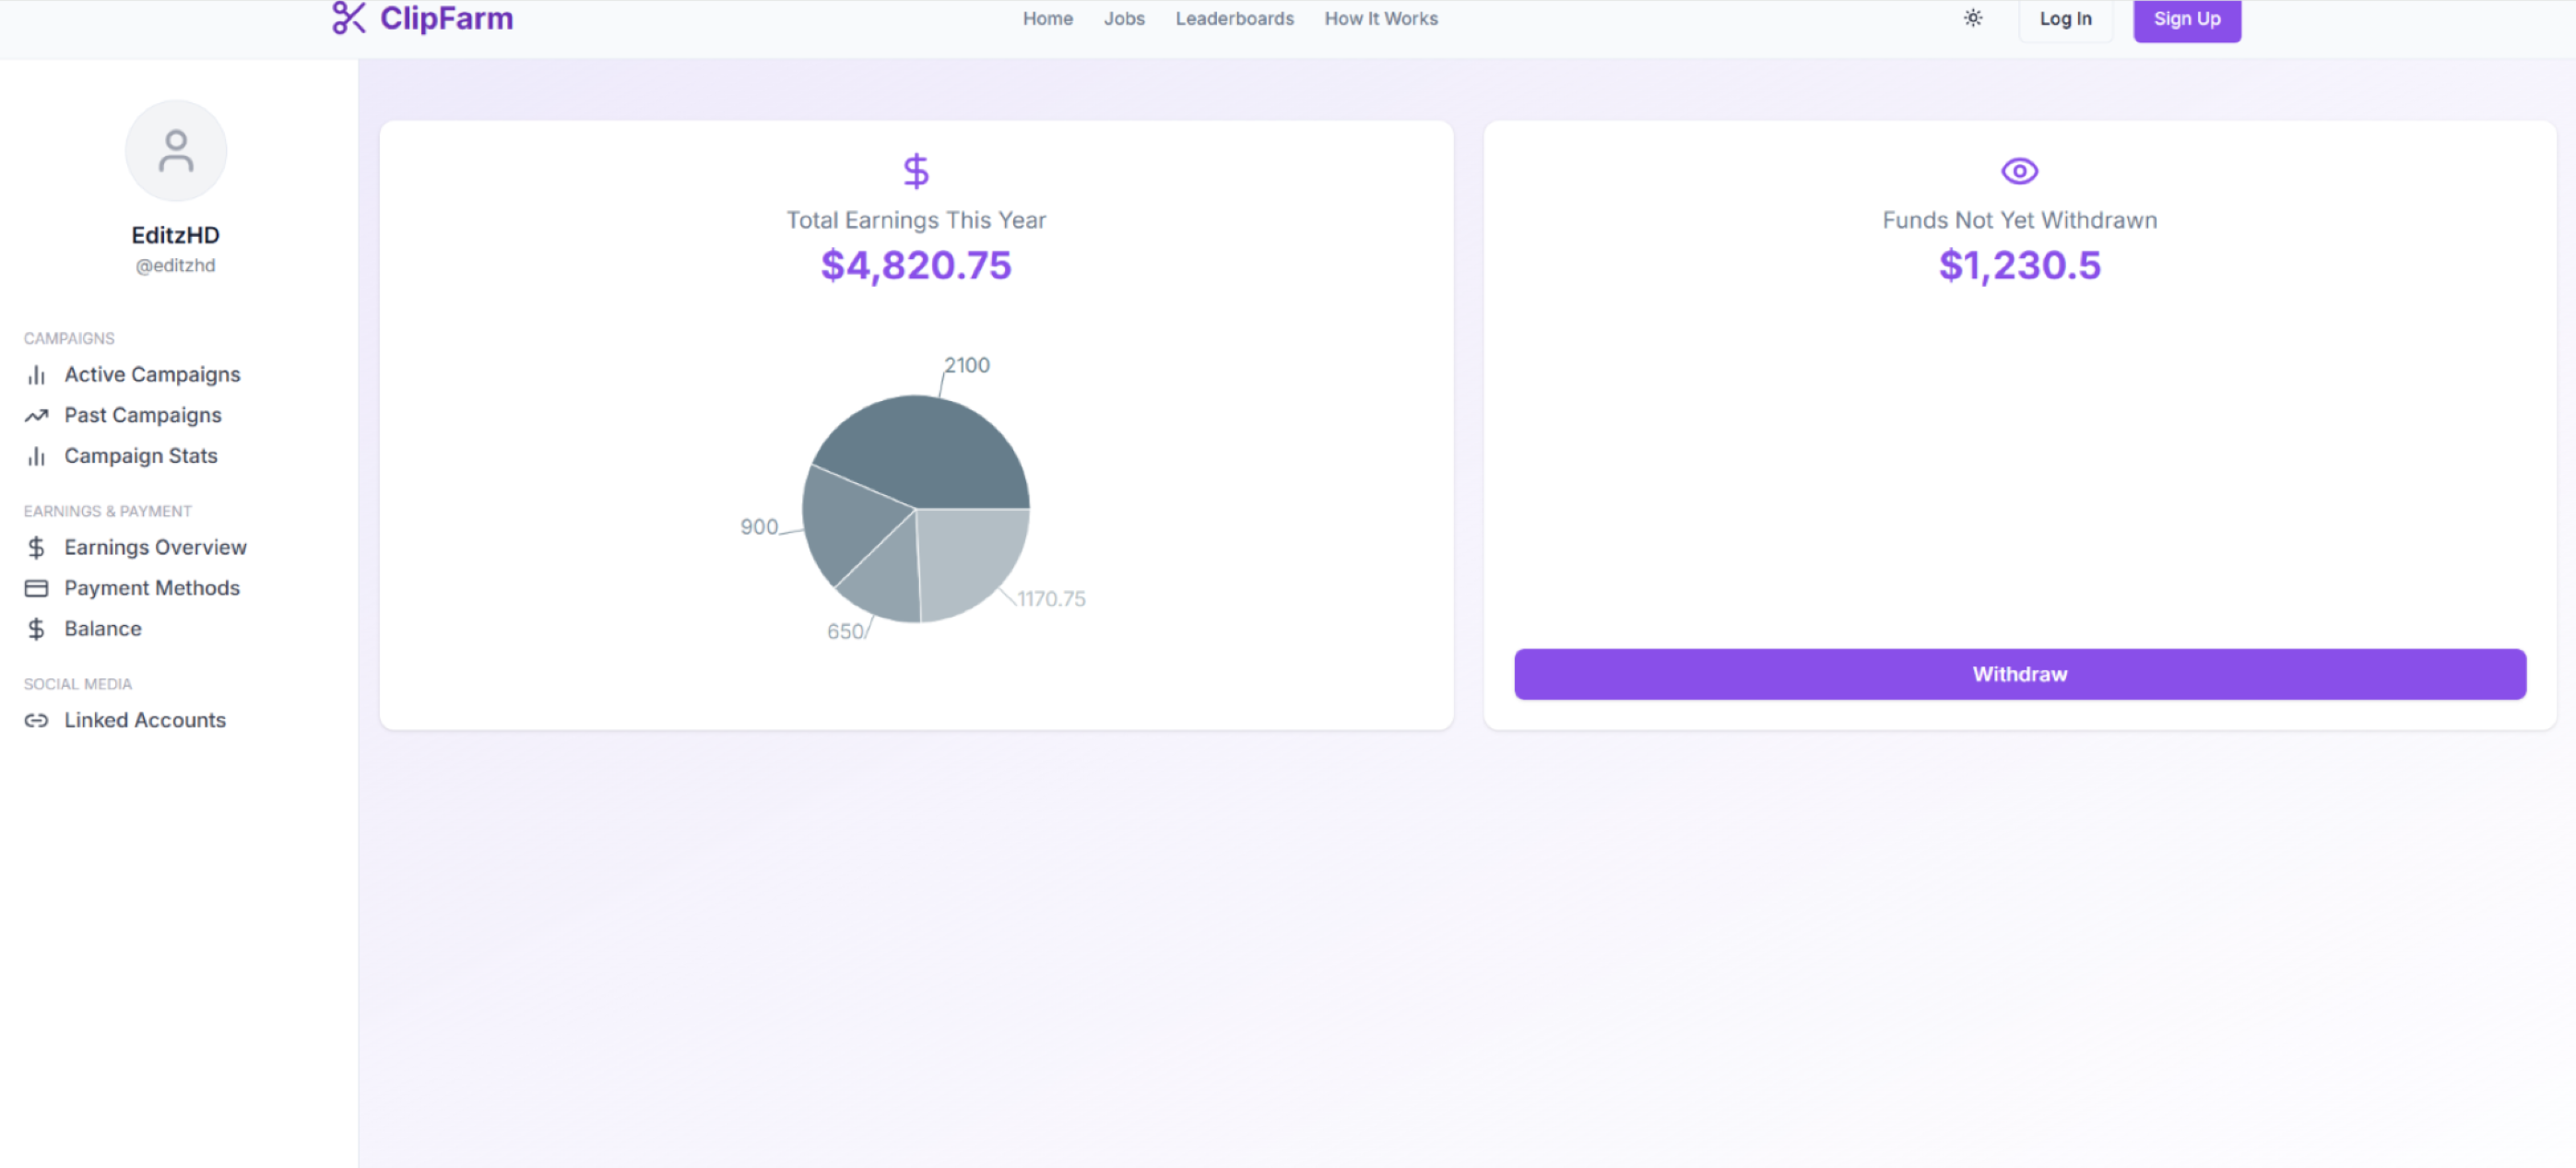 ClipFarm
Home Jobs Leaderboards How It Works
Log In Sign Up
EditzHD
@editzhd
CAMPAIGNS
Active Campaigns
Past Campaigns
Campaign Stats
EARNINGS & PAYMENT
Earnings Overview
Payment Methods
Balance
SOCIAL MEDIA
Linked Accounts
Total Earnings This Year
$4,820.75
2100
900
650
1170.75
Funds Not Yet Withdrawn
$1,230.5
Withdraw